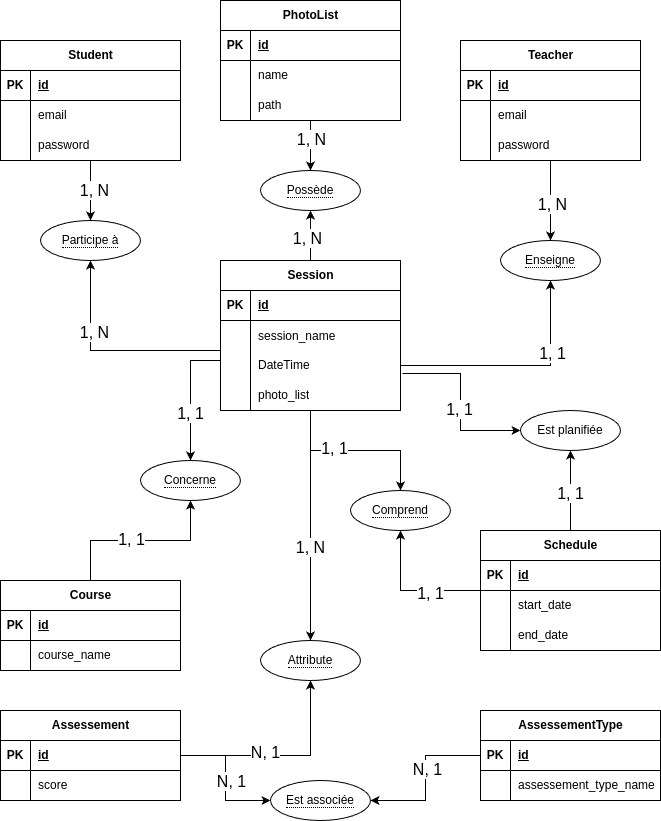 PhotoList
PK id
name
path
Student
PK id
email
password
Teacher
PK id
email
password
1, N
1, N
1, N
Possède
Participe à
Enseigne
1, N
Session
PK id
session_name
DateTime
photo_list
1, N
1, 1
1, 1
1, 1
Est planifiée
1, 1
Concerne
Comprend
1, 1
1, 1
1, N
1, 1
Schedule
PK id
start_date
end_date
Course
PK id
course_name
Attribute
Assessement
PK id
score
N, 1
N, 1
Est associée
N, 1
AssessementType
PK id
assessement_type_name